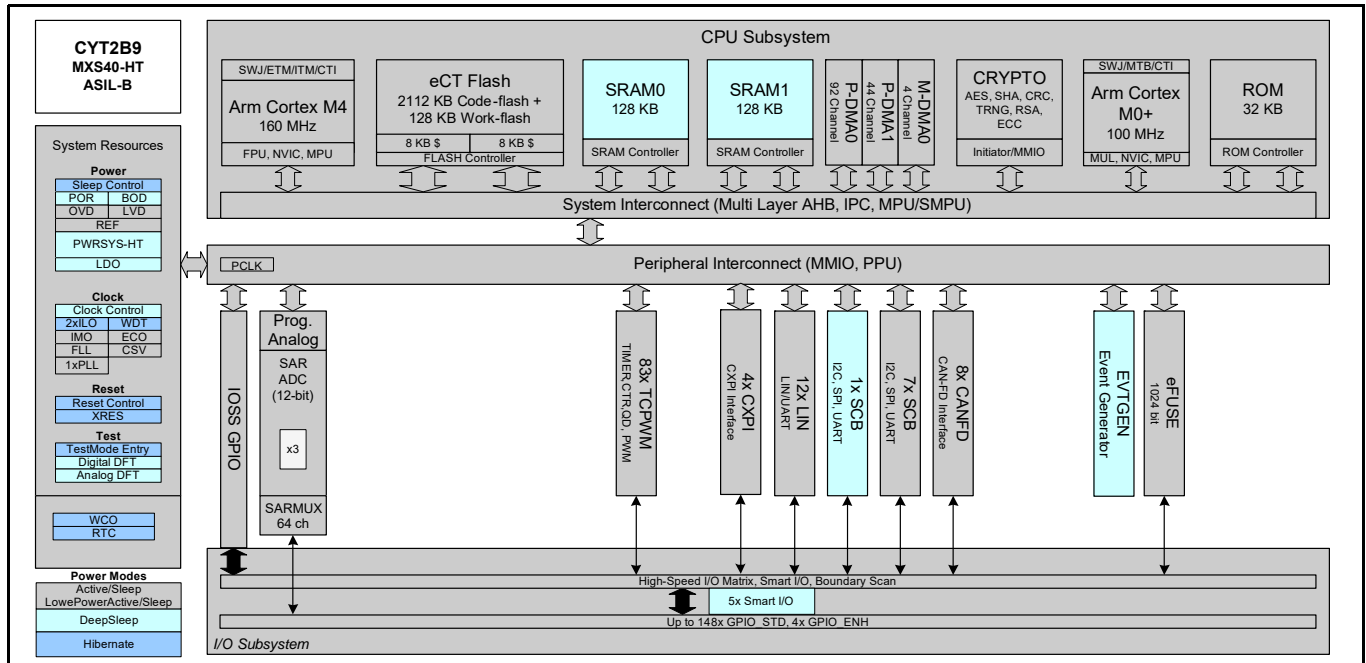 CYT2B9
MXS40-HT
ASIL-B
System Resources
Power
Sleep Control
POR
BOD
OVD
LVD
REF
PWRSYS-HT
LDO
Clock
Clock Control
2xILO
WDT
IMO
ECO
FLL
CSV
1xPLL
Reset
Reset Control
XRES
Test
TestMode Entry
Digital DFT
Analog DFT
WCO
RTC
Power Modes
Active/Sleep
LowePowerActive/Sleep
DeepSleep
Hibernate
CPU Subsystem
SWJ/ETM/ITM/CTI
Arm Cortex M4
160 MHz
FPU, NVIC, MPU
eCT Flash
2112 KB Code-flash +
128 KB Work-flash
8 KB $
8 KB $
FLASH Controller
SRAM0
128 KB
SRAM Controller
SRAM1
128 KB
SRAM Controller
P-DMA0
92 Channel
P-DMA1
44 Channel
M-DMA0
4 Channel
CRYPTO
AES, SHA, CRC,
TRNG, RSA,
ECC
Initiator/MMIO
SWJ/MTB/CTI
Arm Cortex
M0+
100 MHz
MUL, NVIC, MPU
ROM
32 KB
ROM Controller
System Interconnect (Multi Layer AHB, IPC, MPU/SMPU)
PCLK
Peripheral Interconnect (MMIO, PPU)
IOSS GPIO
Prog.
Analog
SAR
ADC
(12-bit)
x3
SARMUX
64 ch
83x TCPWM
TIMER,CTR,QD, PWM
4x CXPI
CXPI Interface
12x LIN
LIN/UART
1x SCB
I2C, SPI, UART
7x SCB
I2C, SPI, UART
8x CANFD
CAN-FD Interface
EVTGEN
Event Generator
eFUSE
1024 bit
High-Speed I/O Matrix, Smart I/O, Boundary Scan
5x Smart I/O
Up to 148x GPIO_STD, 4x GPIO_ENH
I/O Subsystem